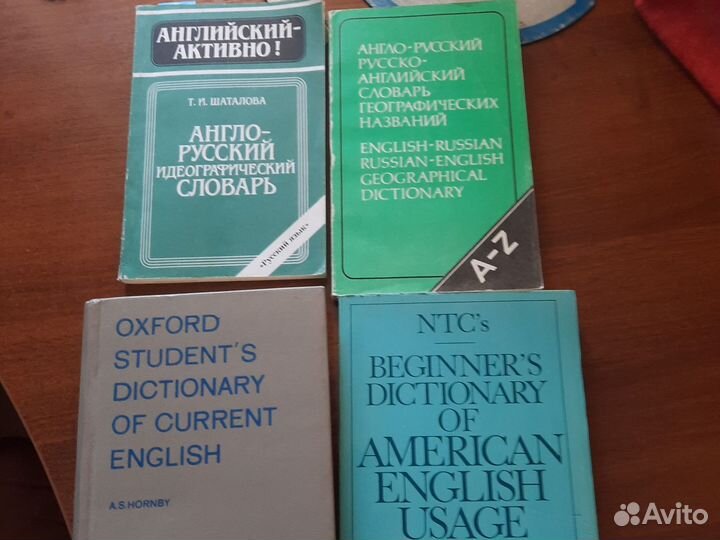 АНГЛИЙСКИЙ-
АКТИВНО!
Т. И. ШАТАЛОВА
АНГЛО-
РУССКИЙ
ИДЕОГРАФИЧЕСКИЙ
СЛОВАРЬ
«Русский язык»
АНГЛО-РУССКИЙ
РУССКО-
АНГЛИЙСКИЙ
СЛОВАРЬ
ГЕОГРАФИЧЕСКИХ
НАЗВАНИЙ
ENGLISH-RUSSIAN
RUSSIAN-ENGLISH
GEOGRAPHICAL
DICTIONARY
A-Z
OXFORD
STUDENT'S
DICTIONARY
OF CURRENT
ENGLISH
A.S.HORNBY
NTC's
BEGINNER'S
DICTIONARY
OF
AMERICAN
ENGLISH
USAGE
Avito